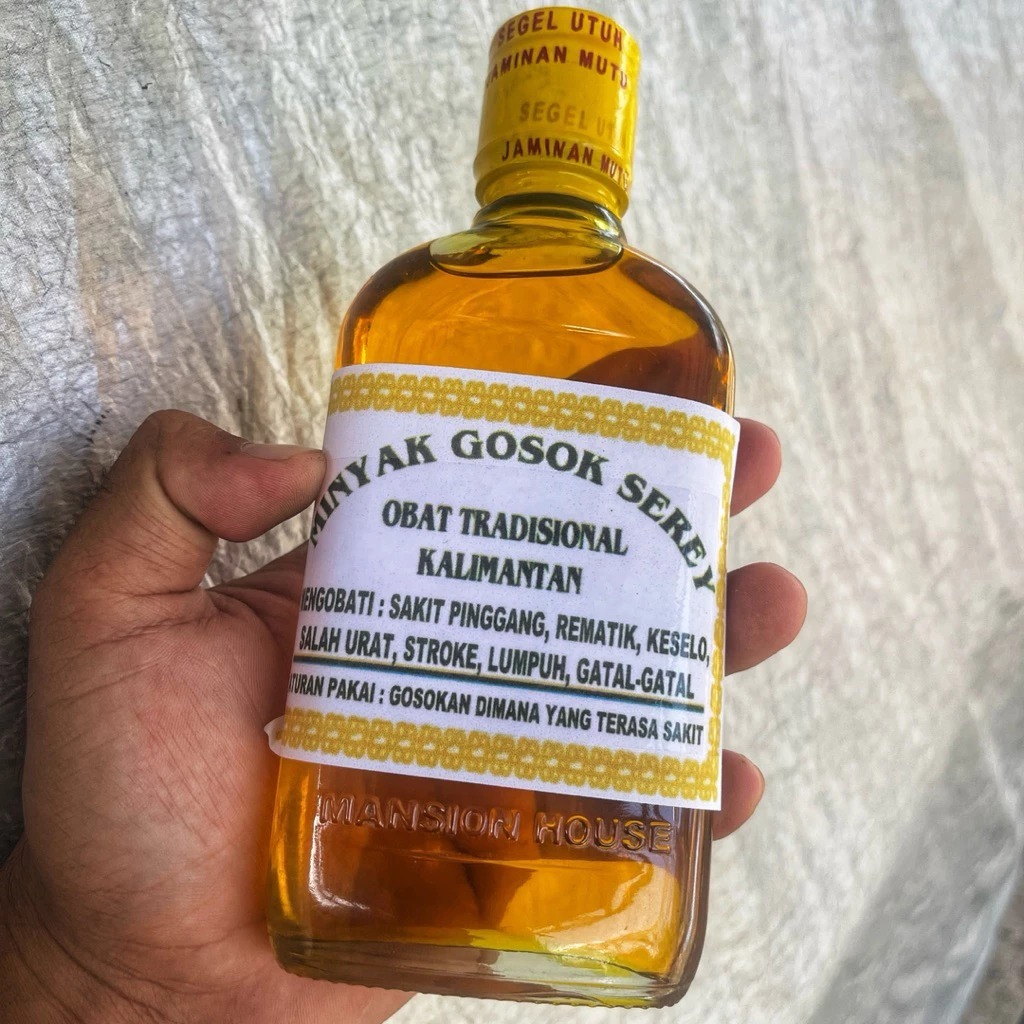 SEGEL UTUH
JAMINAN MUTU
SEGEL UT
JAMINAN MUTU
MINYAK GOSOK SEREY
OBAT TRADISIONAL
KALIMANTAN
MENGOBATI : SAKIT PINGGANG, REMATIK, KESELO,
SALAH URAT, STROKE, LUMPUH, GATAL-GATAL
ATURAN PAKAI : GOSOKAN DIMANA YANG TERASA SAKIT
MANSION HOUSE